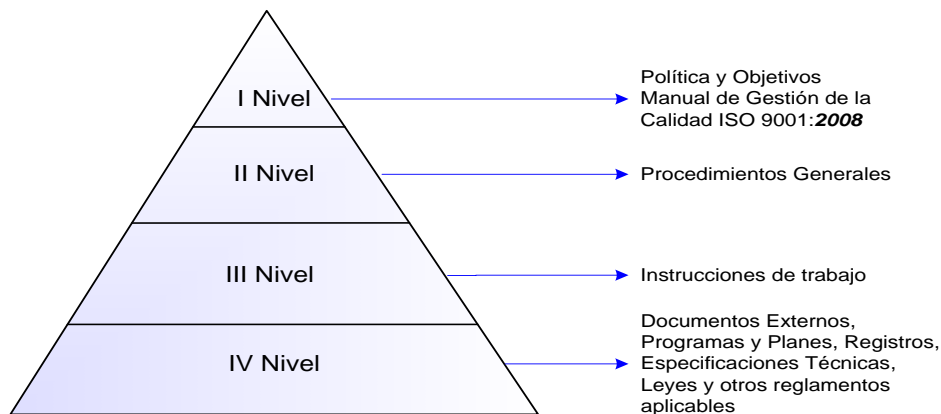 I Nivel
Política y Objetivos
Manual de Gestión de la
Calidad ISO 9001:2008
II Nivel
Procedimientos Generales
III Nivel
Instrucciones de trabajo
IV Nivel
Documentos Externos,
Programas y Planes, Registros,
Especificaciones Técnicas,
Leyes y otros reglamentos
aplicables